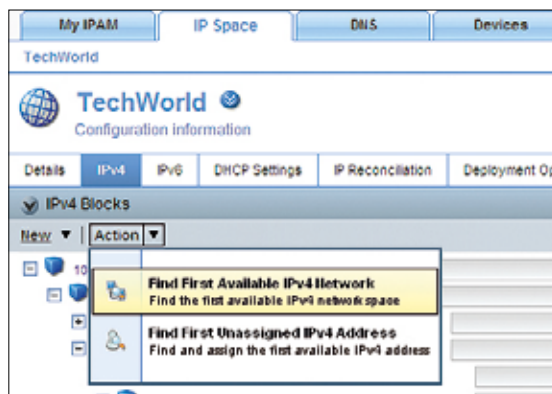 My IPAM IP Space DNS Devices
TechWorld
TechWorld
Configuration information
Details IPv4 IPv6 DHCP Settings IP Reconciliation Deployment Op
IPv4 Blocks
New Action
10
Find First Available IPv4 Network
Find the first available IPv4 network space
Find First Unassigned IPv4 Address
Find and assign the first available IPv4 address